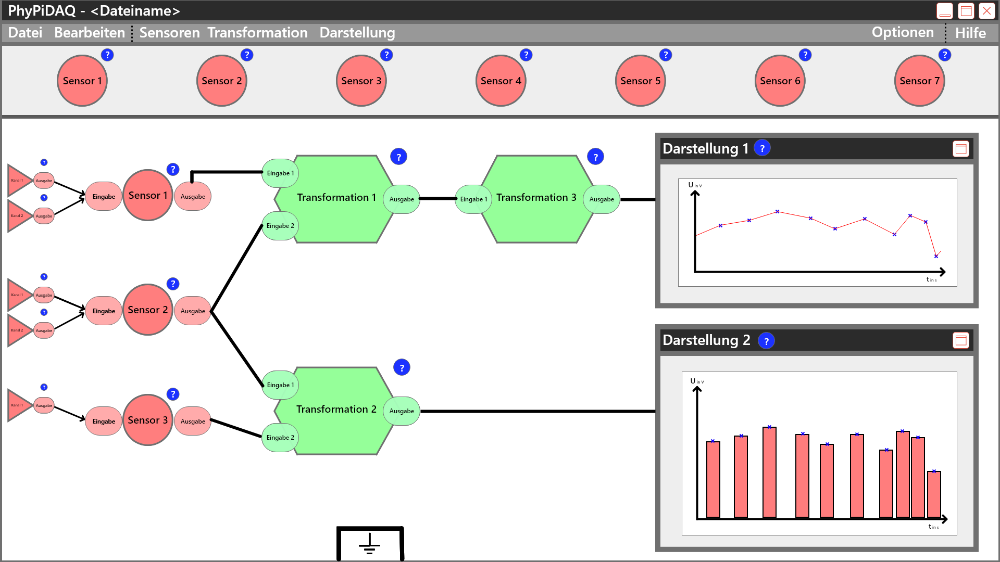 PhyPiDAQ - <Dateiname>
Datei Bearbeiten Sensoren Transformation Darstellung Optionen Hilfe
? ? ? ? ? ? ?
Sensor 1 Sensor 2 Sensor 3 Sensor 4 Sensor 5 Sensor 6 Sensor 7
Kanal 1
Ausgabe
?
Kanal 2
Ausgabe
?
Eingabe
Sensor 1
?
Ausgabe
Eingabe 1
Eingabe 2
Transformation 1
?
Ausgabe
Eingabe 1
Transformation 3
?
Ausgabe
Darstellung 1 ?
U in V
t in s
Kanal 1
Ausgabe
?
Kanal 2
Ausgabe
?
Eingabe
Sensor 2
?
Ausgabe
Kanal 1
Ausgabe
?
Eingabe
Sensor 3
?
Ausgabe
Eingabe 1
Eingabe 2
Transformation 2
?
Ausgabe
Darstellung 2 ?
U in V
t in s